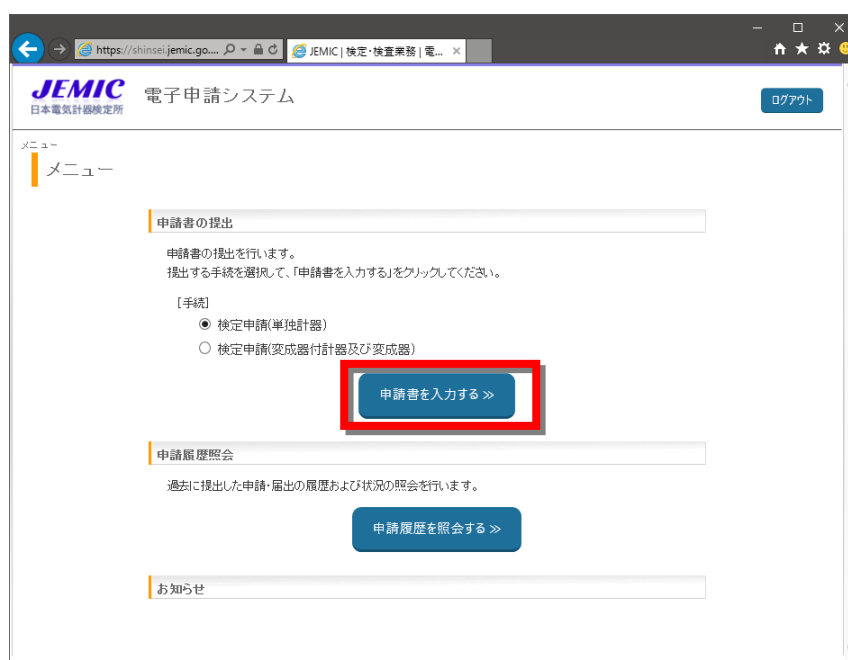 https://shinsei.jemic.go....
JEMIC | 検定・検査業務 | 電...
JEMIC
日本電気計器検定所
電子申請システム
ログアウト
メニュー
メニュー
申請書の提出
申請書の提出を行います。
提出する手続を選択して、「申請書を入力する」をクリックしてください。
[手続]
検定申請(単独計器)
検定申請(変成器付計器及び変成器)
申請書を入力する ≫
申請履歴照会
過去に提出した申請・届出の履歴および状況の照会を行います。
申請履歴を照会する ≫
お知らせ